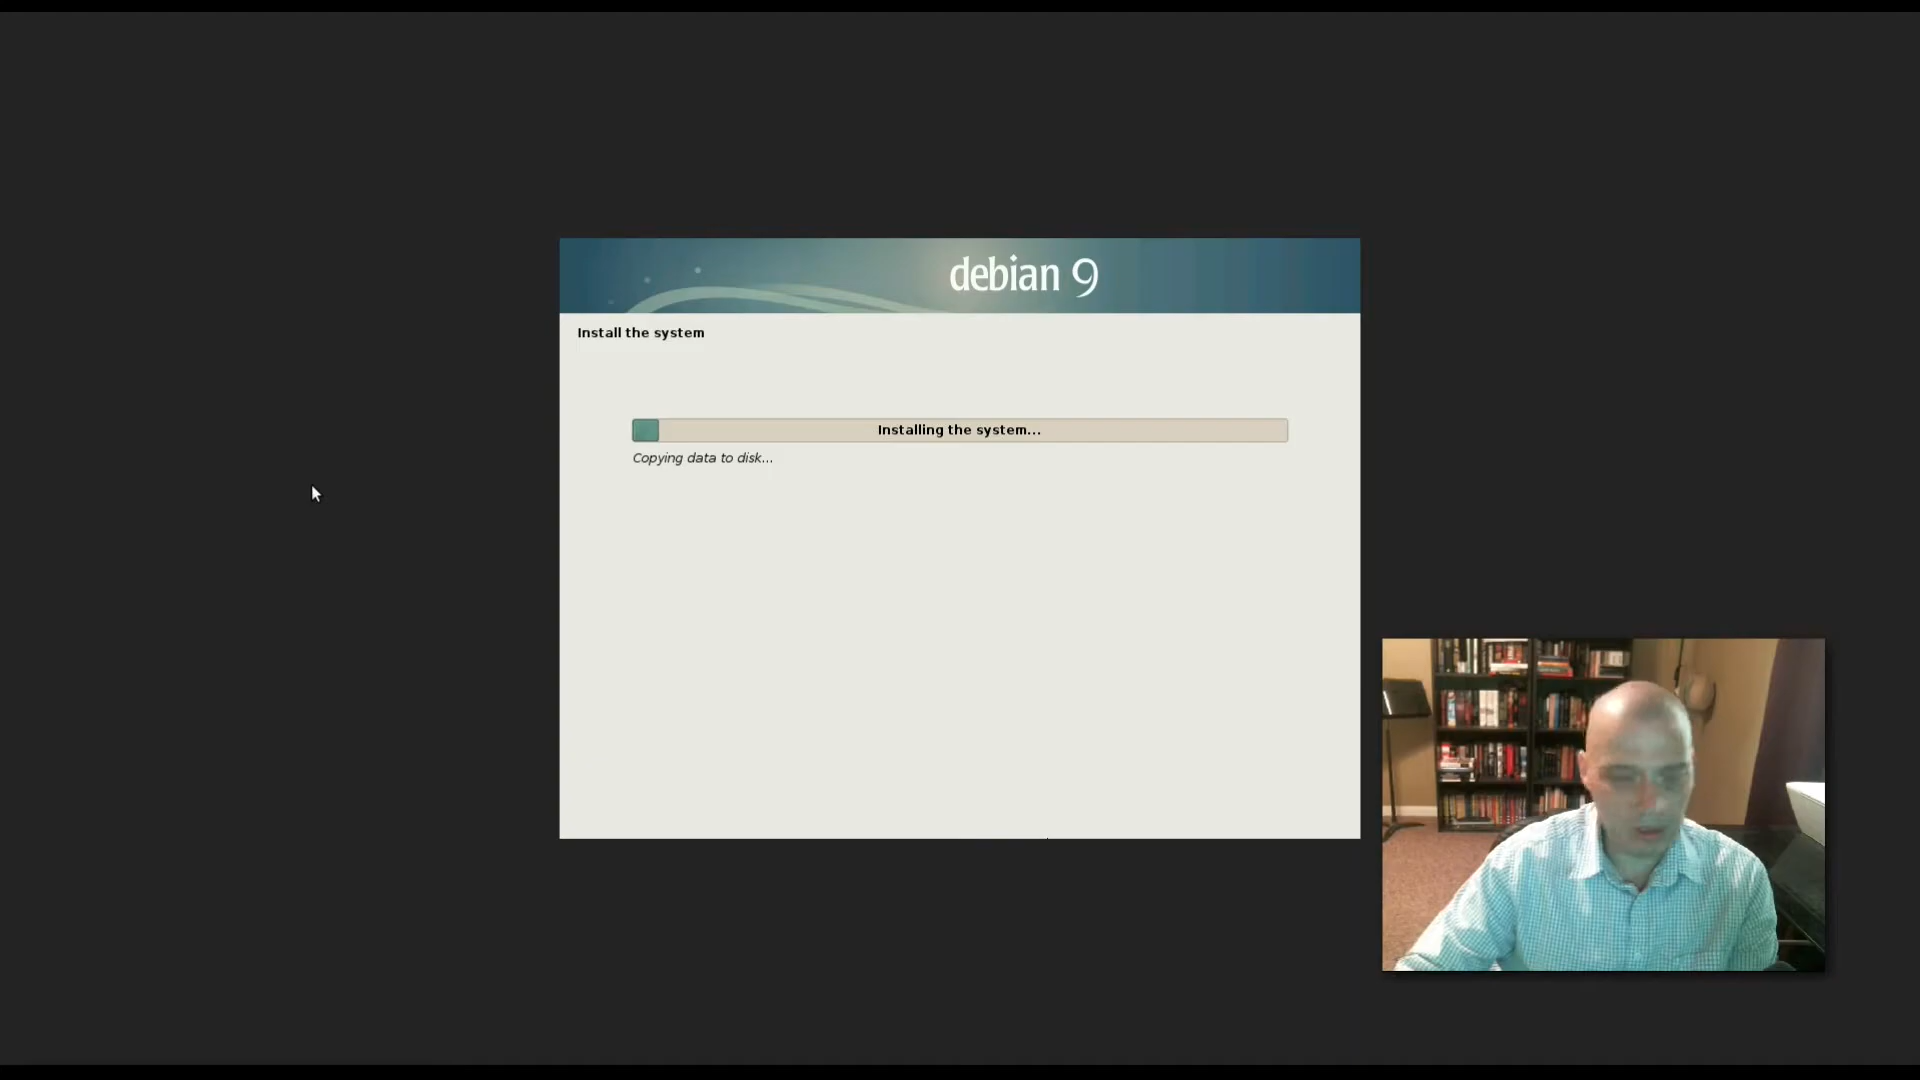 debian 9
Install the system
Installing the system...
Copying data to disk...